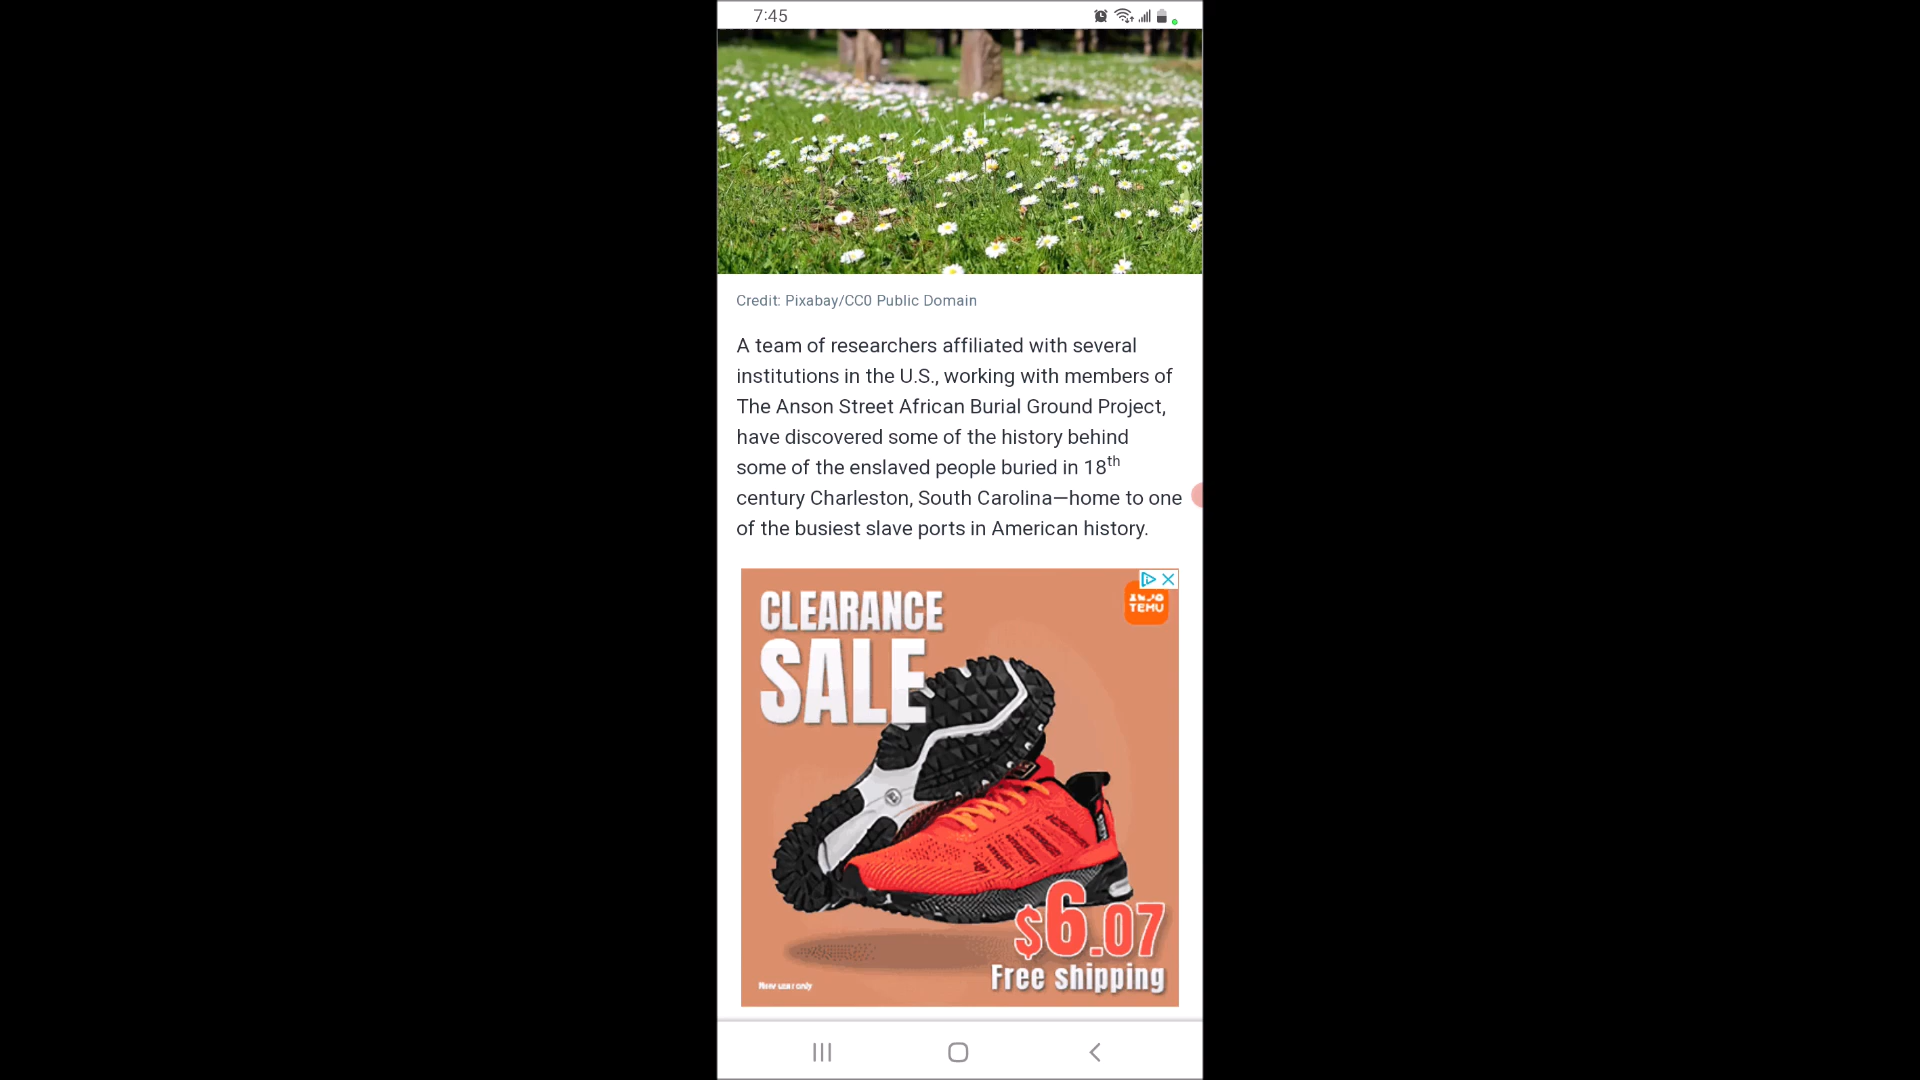 7:45
Credit: Pixabay/CC0 Public Domain
A team of researchers affiliated with several
institutions in the U.S., working with members of
The Anson Street African Burial Ground Project,
have discovered some of the history behind
some of the enslaved people buried in 18th
century Charleston, South Carolina—home to one
of the busiest slave ports in American history.
CLEARANCE
SALE
TEMU
$6.07
Free shipping
New user only